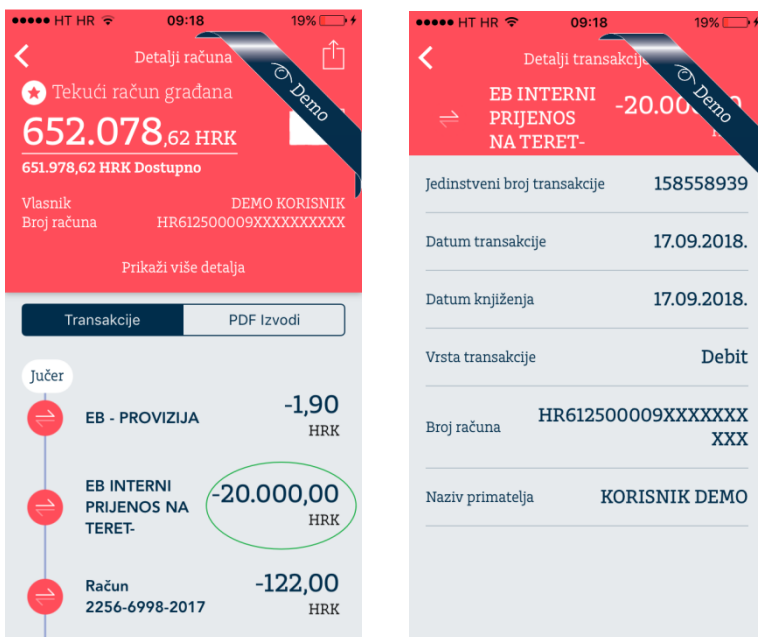 HT HR 09:18 19%
Detalji računa
Demo
Tekući račun građana
652.078,62 HRK
651.978,62 HRK Dostupno
Vlasnik DEMO KORISNIK
Broj računa HR612500009XXXXXXXXXX
Prikaži više detalja
Transakcije PDF Izvodi
Jučer
EB - PROVIZIJA -1,90
HRK
EB INTERNI
PRIJENOS NA -20.000,00
TERET- HRK
Račun -122,00
2256-6998-2017 HRK
HT HR 09:18 19%
Detalji transakcije
Demo
EB INTERNI
PRIJENOS
NA TERET-
Jedinstveni broj transakcije 158558939
Datum transakcije 17.09.2018.
Datum knjiženja 17.09.2018.
Vrsta transakcije Debit
Broj računa HR612500009XXXXXXX
XXX
Naziv primatelja KORISNIK DEMO